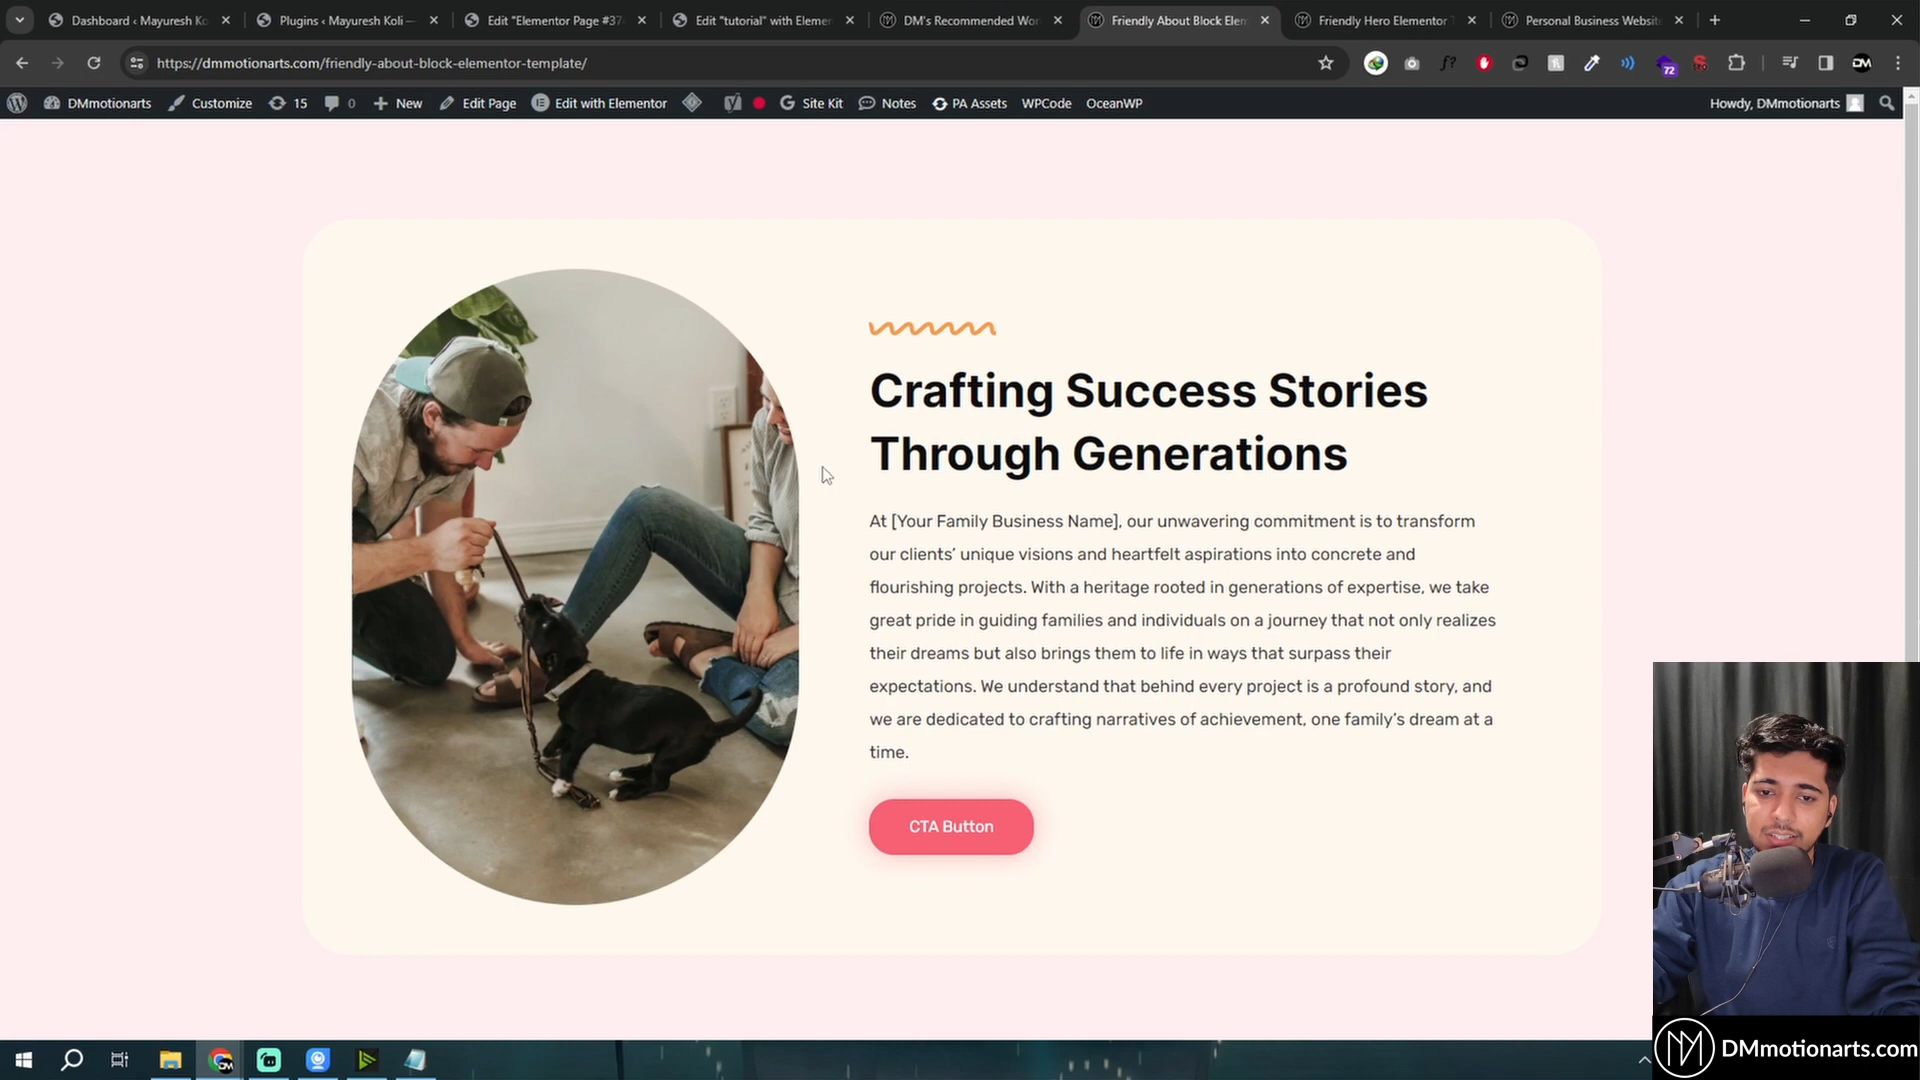 Dashboard ‹ Mayuresh Ko
Plugins ‹ Mayuresh Koli —
Edit "Elementor Page #37
Edit "tutorial" with Elemen
DM's Recommended Wor
Friendly About Block Elem
Friendly Hero Elementor T
Personal Business Website
https://dmmotionarts.com/friendly-about-block-elementor-template/
f?
72
DMmotionarts
Customize
15
0
New
Edit Page
Edit with Elementor
Site Kit
Notes
PA Assets
WPCode
OceanWP
Howdy, DMmotionarts
Crafting Success Stories
Through Generations
At [Your Family Business Name], our unwavering commitment is to transform
our clients’ unique visions and heartfelt aspirations into concrete and
flourishing projects. With a heritage rooted in generations of expertise, we take
great pride in guiding families and individuals on a journey that not only realizes
their dreams but also brings them to life in ways that surpass their
expectations. We understand that behind every project is a profound story, and
we are dedicated to crafting narratives of achievement, one family’s dream at a
time.
CTA Button
DMmotionarts.com